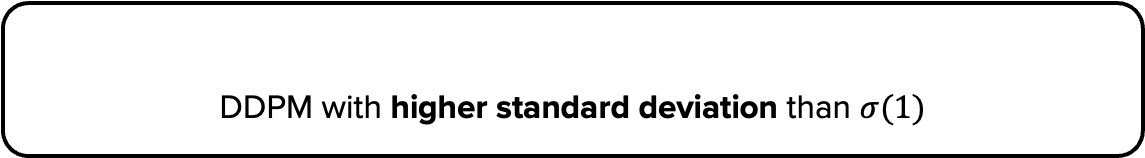 DDPM with higher standard deviation than σ(1)